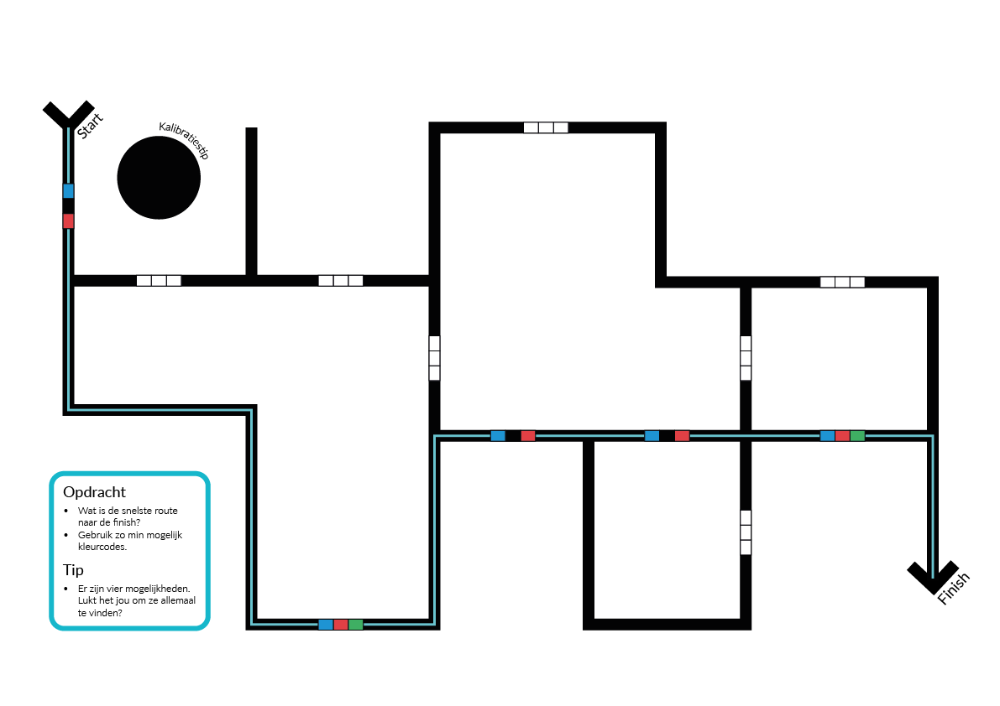 Start
Kalibratiestip
Opdracht
• Wat is de snelste route
naar de finish?
• Gebruik zo min mogelijk
kleurcodes.
Tip
• Er zijn vier mogelijkheden.
Lukt het jou om ze allemaal
te vinden?
Finish